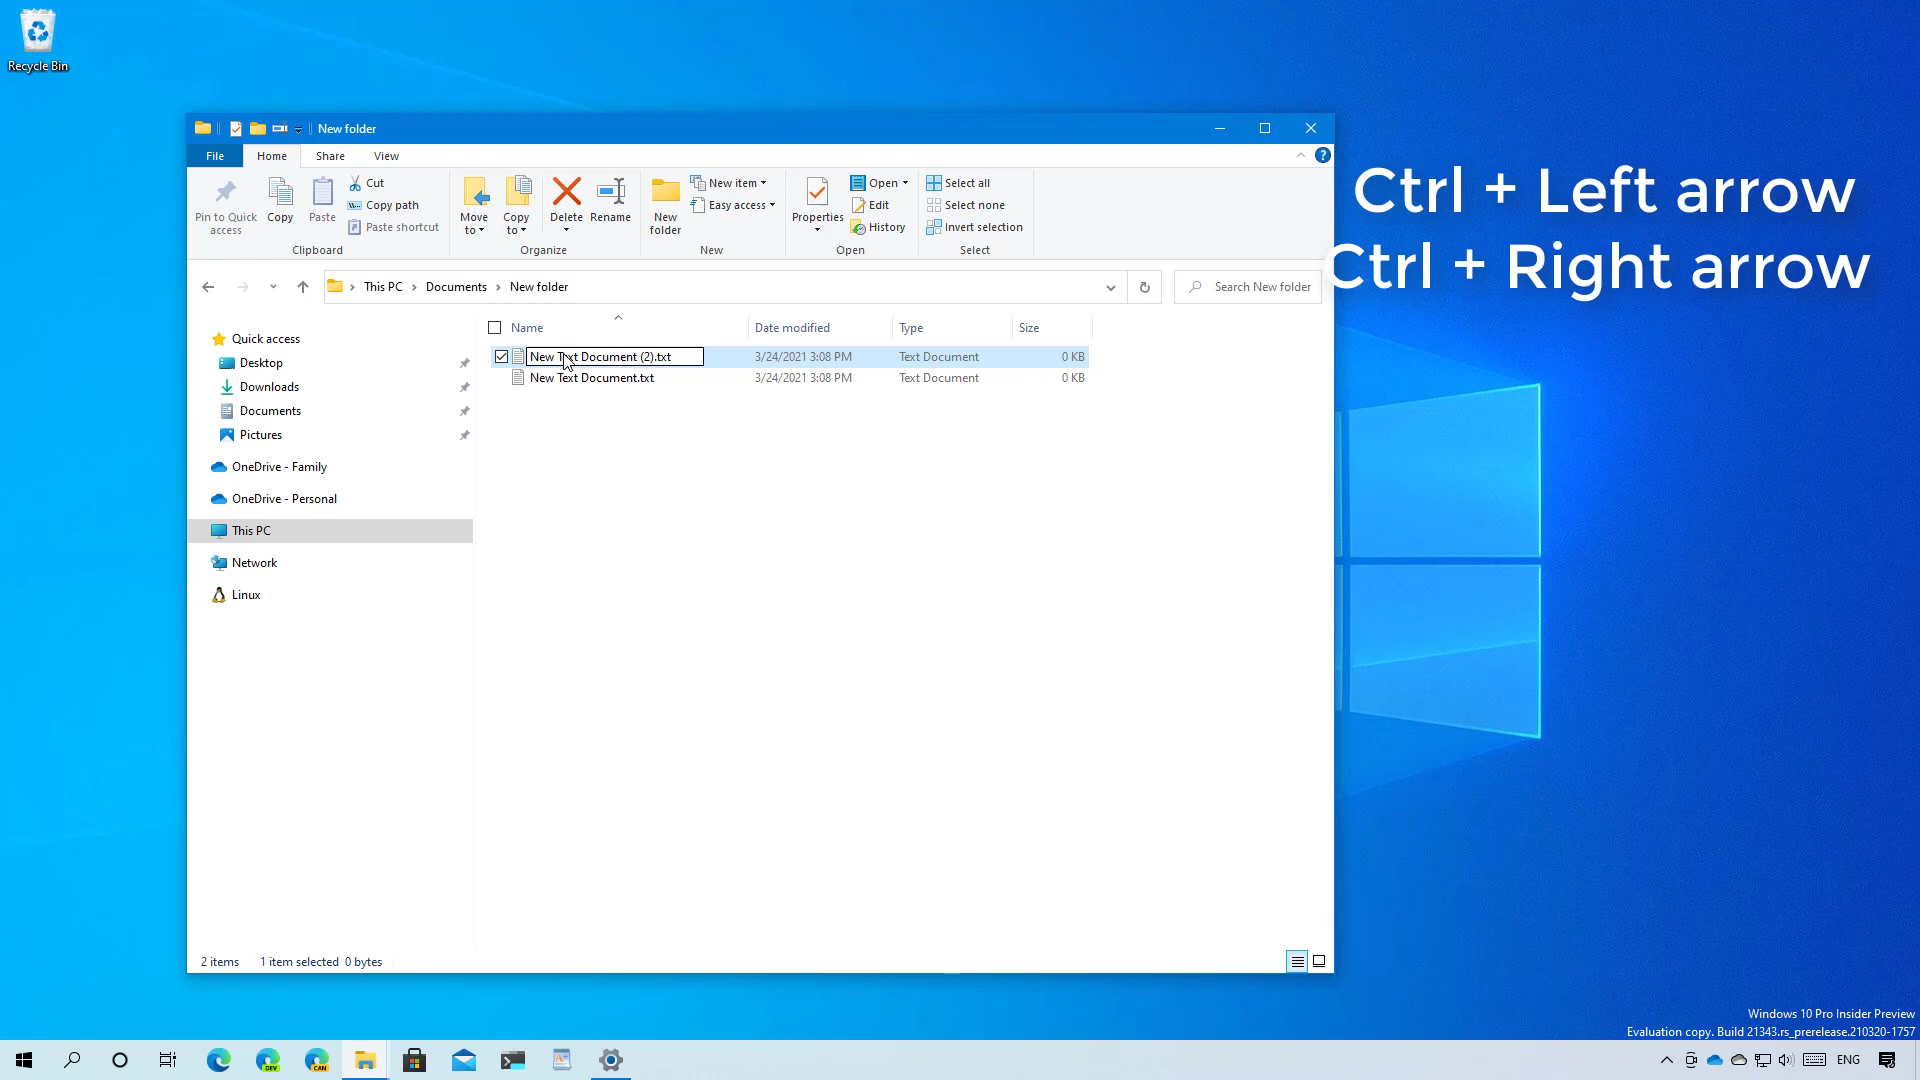 Recycle Bin
New folder
File Home Share View
Pin to Quick access
Copy
Paste
Cut
Copy path
Paste shortcut
Clipboard
Move to
Copy to
Delete
Rename
Organize
New folder
New item
Easy access
New
Properties
Open
Edit
History
Open
Select all
Select none
Invert selection
Select
Ctrl + Left arrow
Ctrl + Right arrow
This PC > Documents > New folder
Search New folder
Name Date modified Type Size
New Text Document (2).txt 3/24/2021 3:08 PM Text Document 0 KB
New Text Document.txt 3/24/2021 3:08 PM Text Document 0 KB
Quick access
Desktop
Downloads
Documents
Pictures
OneDrive - Family
OneDrive - Personal
This PC
Network
Linux
2 items 1 item selected 0 bytes
Windows 10 Pro Insider Preview
Evaluation copy. Build 21343.rs_prerelease.210320-1757
DEV
CAN
ENG